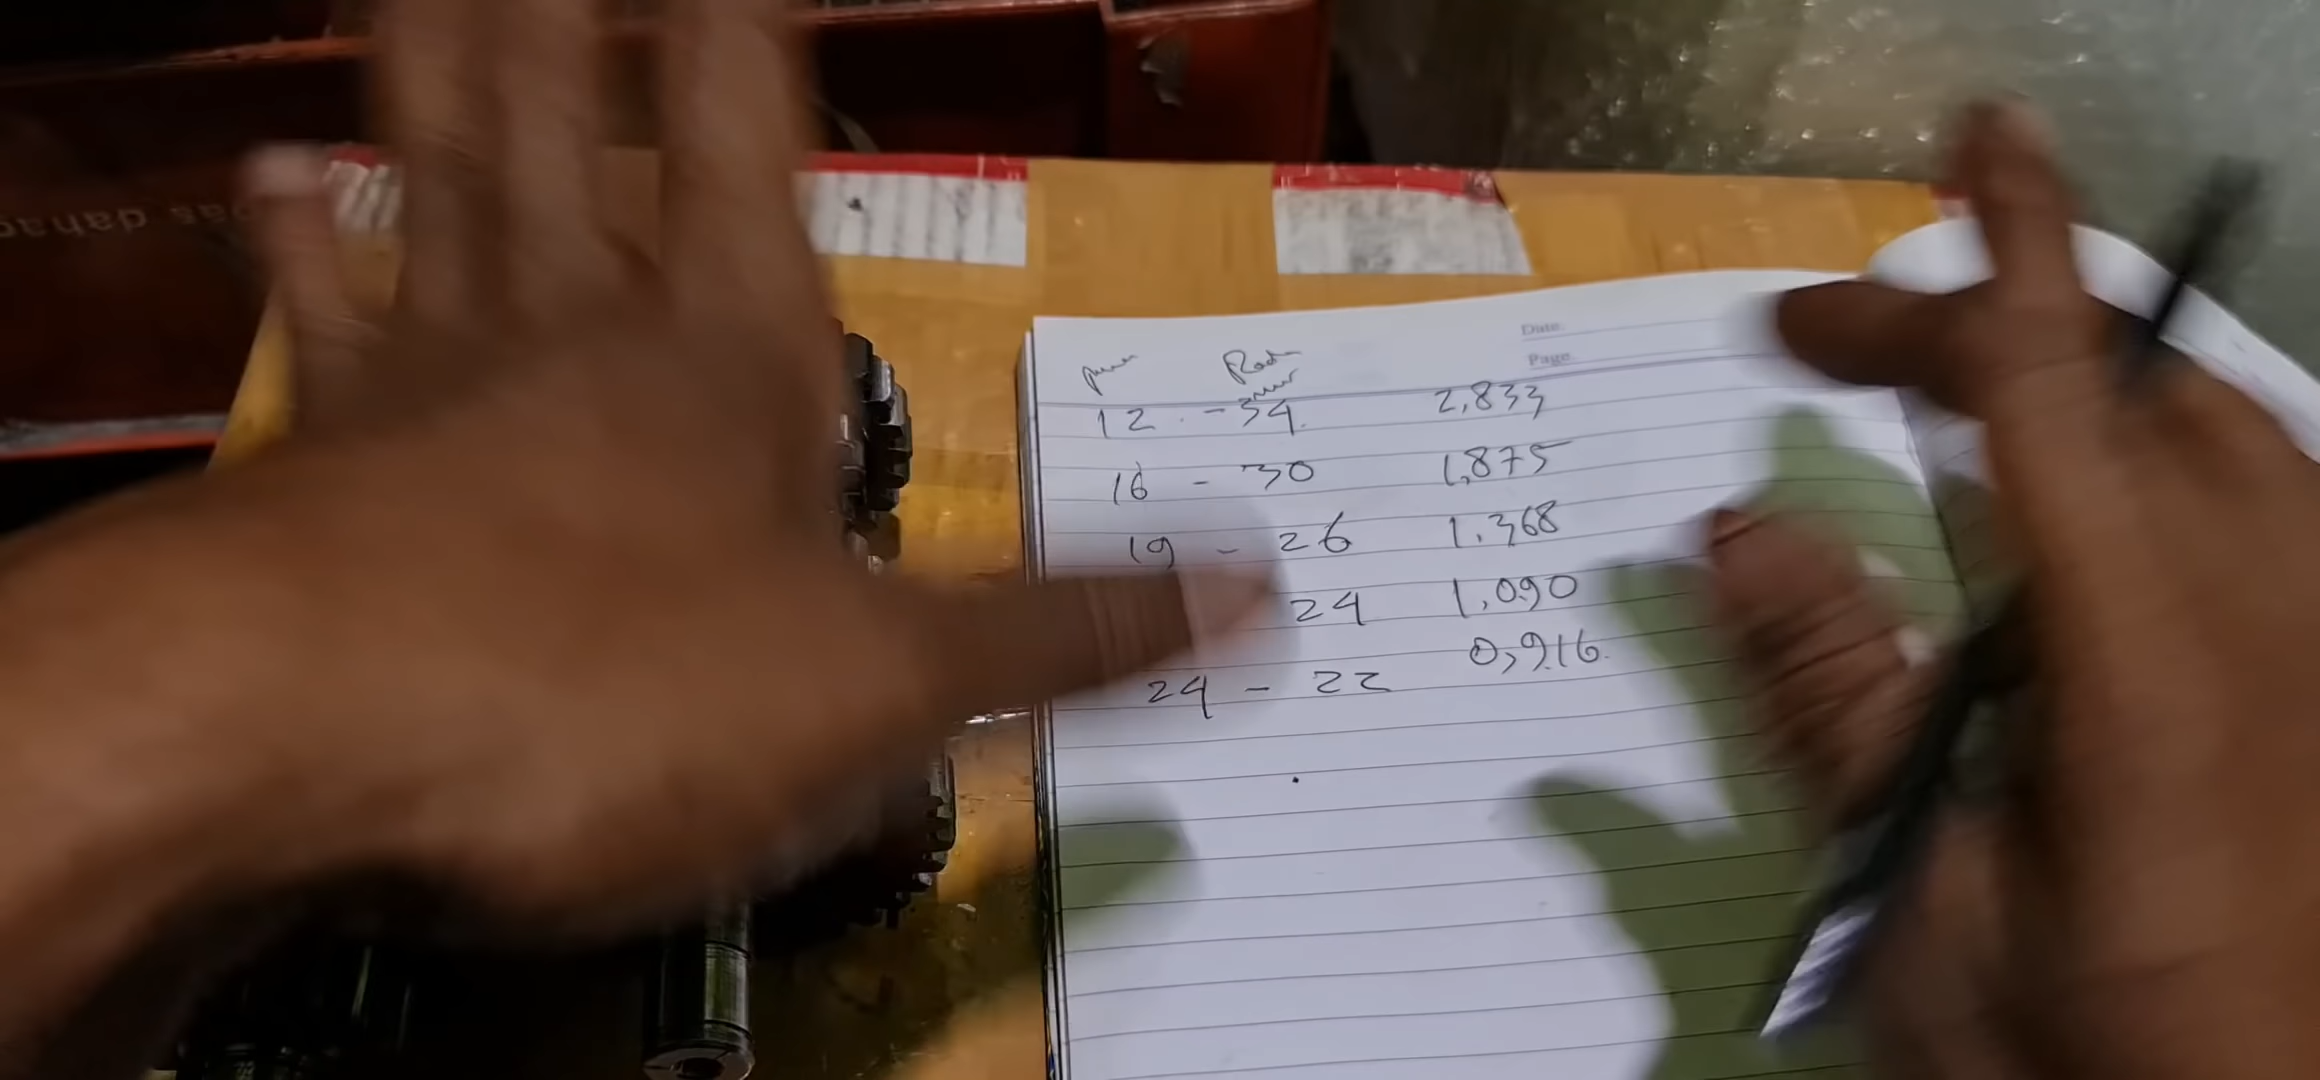 Date.
Page.
12 - 34 2,833
16 - 30 1,875
19 - 26 1.368
24 1,090
24 - 22 0,916.